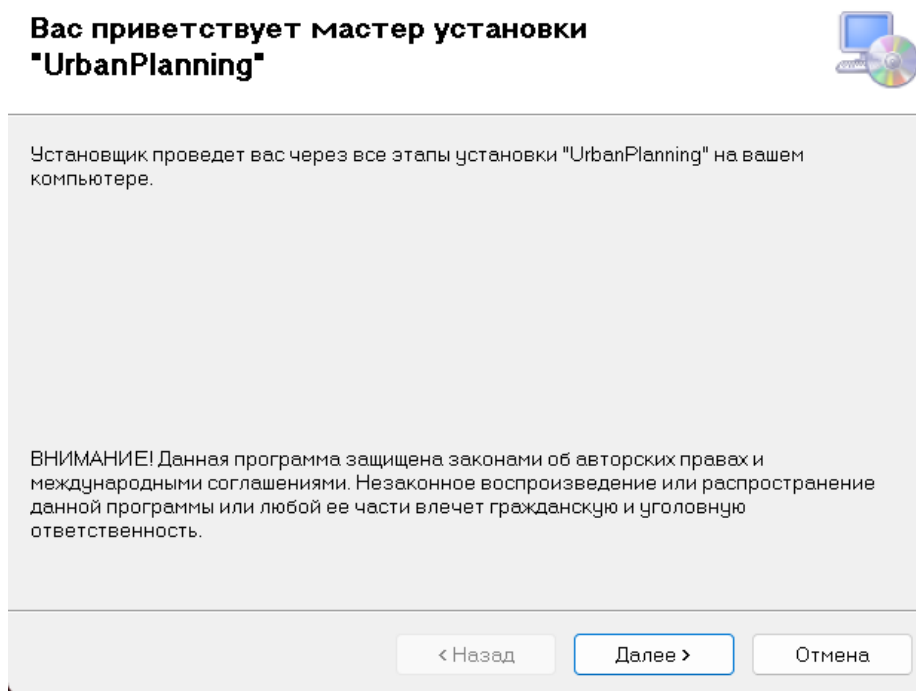 Вас приветствует мастер установки
"UrbanPlanning"
Установщик проведет вас через все этапы установки "UrbanPlanning" на вашем
компьютере.
ВНИМАНИЕ! Данная программа защищена законами об авторских правах и
международными соглашениями. Незаконное воспроизведение или распространение
данной программы или любой ее части влечет гражданскую и уголовную
ответственность.
< Назад
Далее >
Отмена